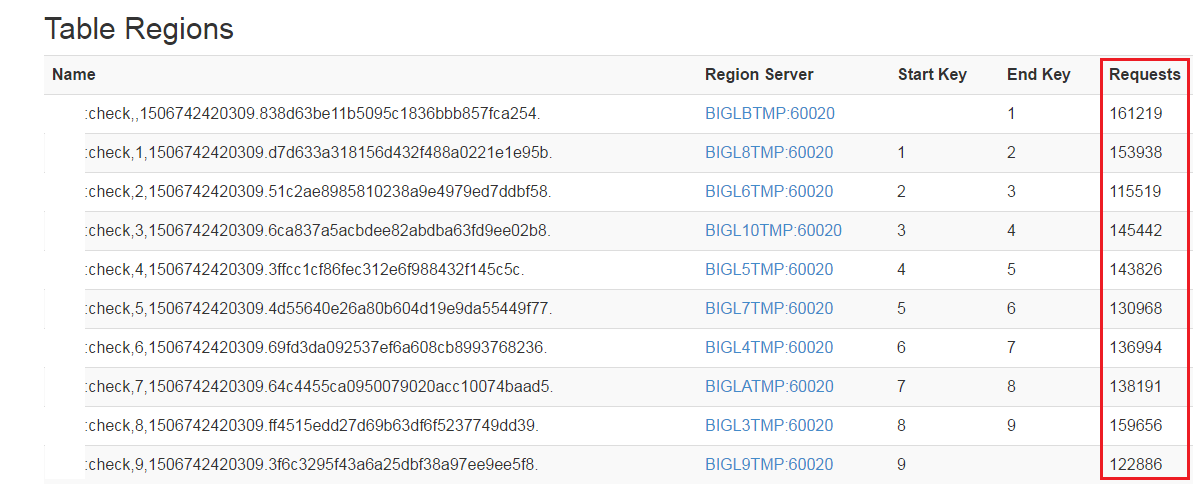 Table Regions
Name Region Server Start Key End Key Requests
:check,,1506742420309.838d63be11b5095c1836bbb857fca254. BIGLBTMP:60020 1 161219
:check,1,1506742420309.d7d633a318156d432f488a0221e1e95b. BIGL8TMP:60020 1 2 153938
:check,2,1506742420309.51c2ae8985810238a9e4979ed7ddbf58. BIGL6TMP:60020 2 3 115519
:check,3,1506742420309.6ca837a5acbdee82abdba63fd9ee02b8. BIGL10TMP:60020 3 4 145442
:check,4,1506742420309.3ffcc1cf86fec312e6f988432f145c5c. BIGL5TMP:60020 4 5 143826
:check,5,1506742420309.4d55640e26a80b604d19e9da55449f77. BIGL7TMP:60020 5 6 130968
:check,6,1506742420309.69fd3da092537ef6a608cb8993768236. BIGL4TMP:60020 6 7 136994
:check,7,1506742420309.64c4455ca0950079020acc10074baad5. BIGLATMP:60020 7 8 138191
:check,8,1506742420309.ff4515edd27d69b63df6f5237749dd39. BIGL3TMP:60020 8 9 159656
:check,9,1506742420309.3f6c3295f43a6a25dbf38a97ee9ee5f8. BIGL9TMP:60020 9 122886